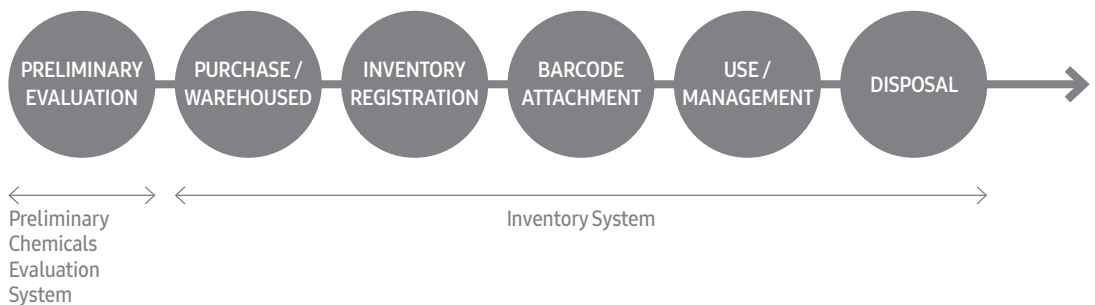 PRELIMINARY
EVALUATION
PURCHASE /
WAREHOUSED
INVENTORY
REGISTRATION
BARCODE
ATTACHMENT
USE /
MANAGEMENT
DISPOSAL
Preliminary
Chemicals
Evaluation
System
Inventory System